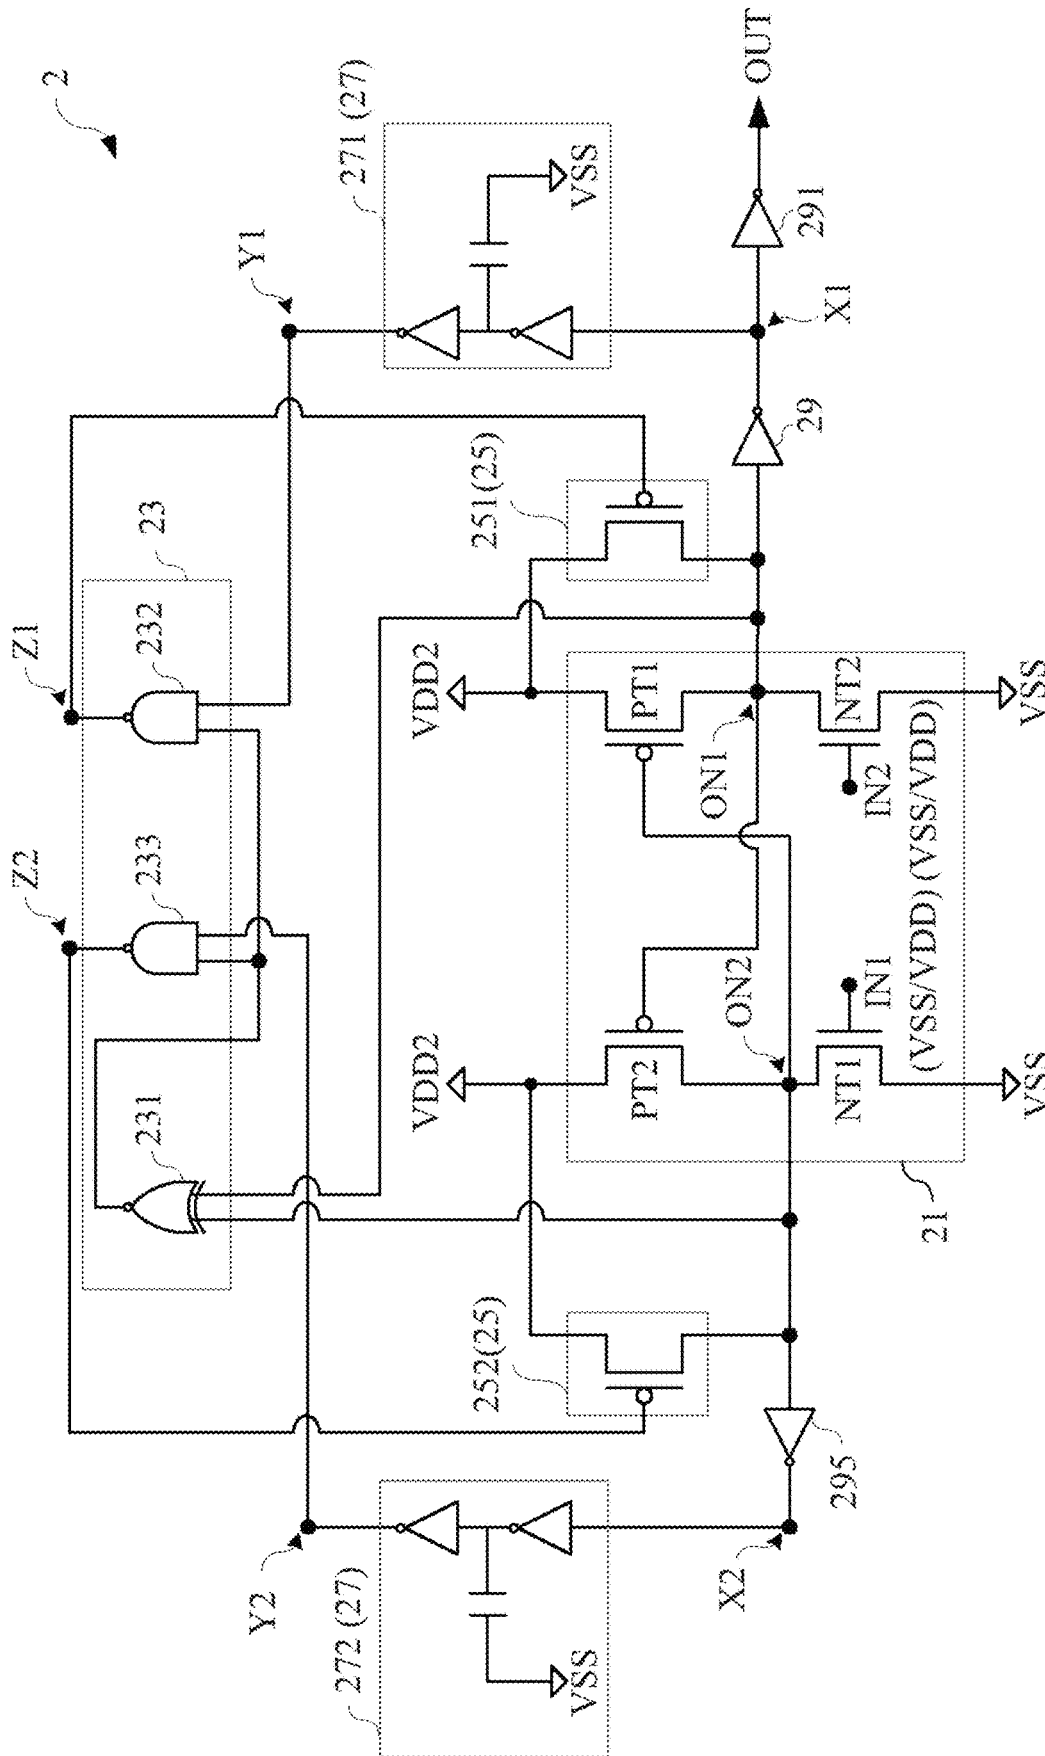 2
271 (27)
OUT
Y1
VSS
291
X1
Z1
23
232
251(25)
29
Z2
233
VDD2
PT1
ON1
NT2
IN2
VSS
231
VDD2
PT2
ON2
NT1
IN1
(VSS/VDD) (VSS/VDD)
VSS
21
252(25)
295
Y2
272 (27)
VSS
X2